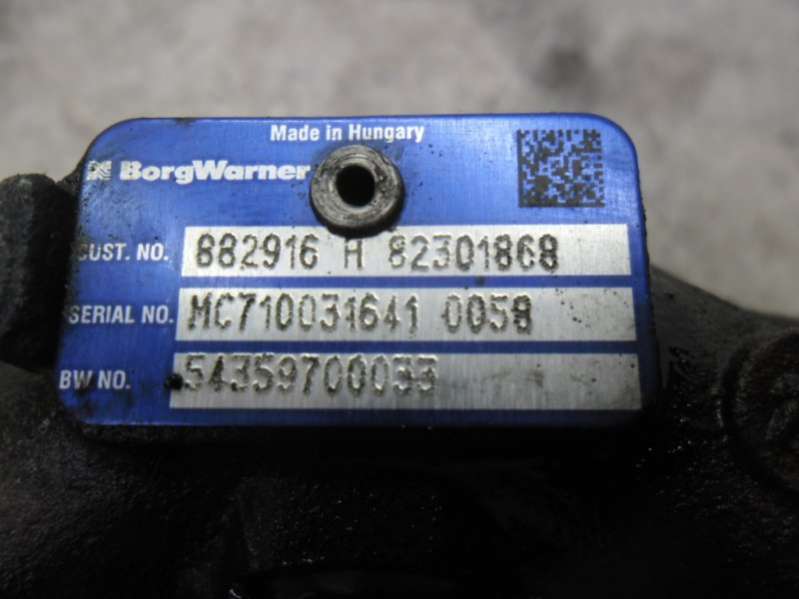 Made in Hungary
BorgWarner
CUST. NO. 882916 H 82301868
SERIAL NO. MC710031641 0058
BW NO. 54359700033